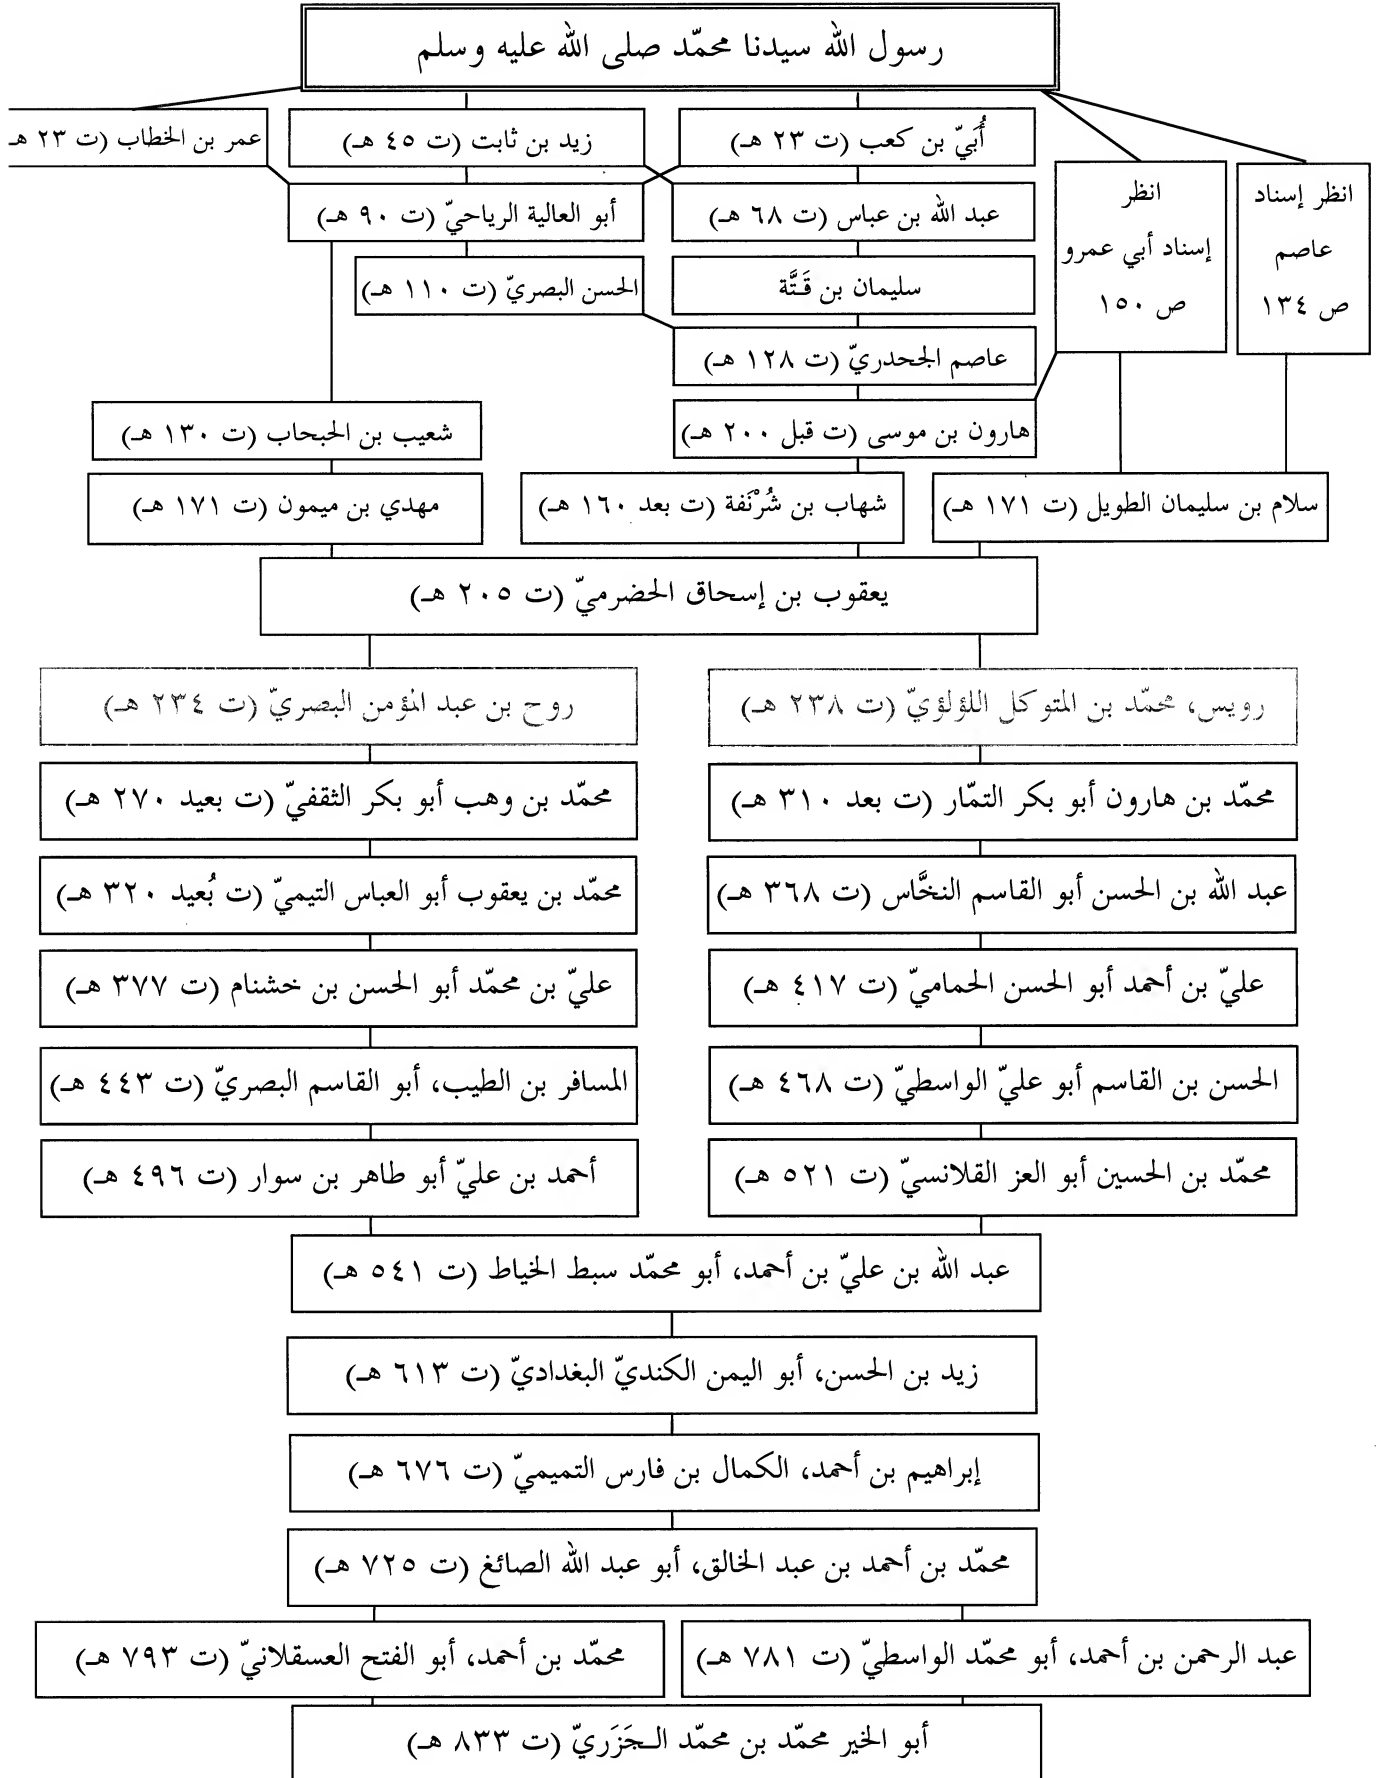 رسول الله سيدنا محمّد صلى الله عليه وسلم
أُبَيّ بن كعب (ت ٢٣ هـ)
زيد بن ثابت (ت ٤٥ هـ)
عمر بن الخطاب (ت ٢٣ هـ
انظر إسناد
عاصم
ص ١٣٤
انظر
إسناد أبي عمرو
ص ١٥٠
عبد الله بن عباس (ت ٦٨ هـ)
أبو العالية الرياحيّ (ت ٩٠ هـ)
سليمان بن قَتَّة
الحسن البصريّ (ت ١١٠ هـ)
عاصم الجحدريّ (ت ١٢٨ هـ)
هارون بن موسى (ت قبل ٢٠٠ هـ)
شعيب بن الحبحاب (ت ١٣٠ هـ)
سلام بن سليمان الطويل (ت ١٧١ هـ)
شهاب بن شُرْنَفة (ت بعد ١٦٠ هـ)
مهدي بن ميمون (ت ١٧١ هـ)
يعقوب بن إسحاق الحضرميّ (ت ٢٠٥ هـ)
رويس، محمّد بن المتوكل اللؤلؤيّ (ت ٢٣٨ هـ)
روح بن عبد المؤمن البصريّ (ت ٢٣٤ هـ)
محمّد بن هارون أبو بكر التمّار (ت بعد ٣١٠ هـ)
محمّد بن وهب أبو بكر الثقفيّ (ت بعيد ٢٧٠ هـ)
عبد الله بن الحسن أبو القاسم النخَّاس (ت ٣٦٨ هـ)
محمّد بن يعقوب أبو العباس التيميّ (ت بُعيد ٣٢٠ هـ)
عليّ بن أحمد أبو الحسن الحماميّ (ت ٤١٧ هـ)
عليّ بن محمّد أبو الحسن بن خشنام (ت ٣٧٧ هـ)
الحسن بن القاسم أبو عليّ الواسطيّ (ت ٤٦٨ هـ)
المسافر بن الطيب، أبو القاسم البصريّ (ت ٤٤٣ هـ)
محمّد بن الحسين أبو العز القلانسيّ (ت ٥٢١ هـ)
أحمد بن عليّ أبو طاهر بن سوار (ت ٤٩٦ هـ)
عبد الله بن عليّ بن أحمد، أبو محمّد سبط الخياط (ت ٥٤١ هـ)
زيد بن الحسن، أبو اليمن الكنديّ البغداديّ (ت ٦١٣ هـ)
إبراهيم بن أحمد، الكمال بن فارس التميميّ (ت ٦٧٦ هـ)
محمّد بن أحمد بن عبد الخالق، أبو عبد الله الصائغ (ت ٧٢٥ هـ)
عبد الرحمن بن أحمد، أبو محمّد الواسطيّ (ت ٧٨١ هـ)
محمّد بن أحمد، أبو الفتح العسقلانيّ (ت ٧٩٣ هـ)
أبو الخير محمّد بن محمّد الـجَزَريّ (ت ٨٣٣ هـ)